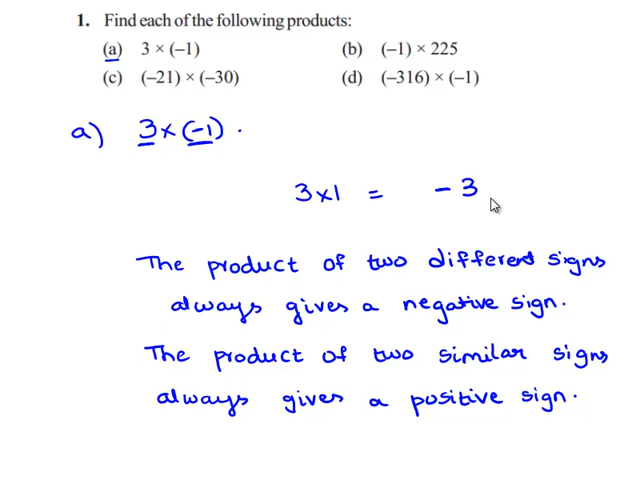 1. Find each of the following products:
(a) 3 × (–1) (b) (–1) × 225
(c) (–21) × (–30) (d) (–316) × (–1)
a) 3 × (-1) .
3×1 = - 3
The product of two different signs
always gives a negative sign.
The product of two similar signs
always gives a positive sign.